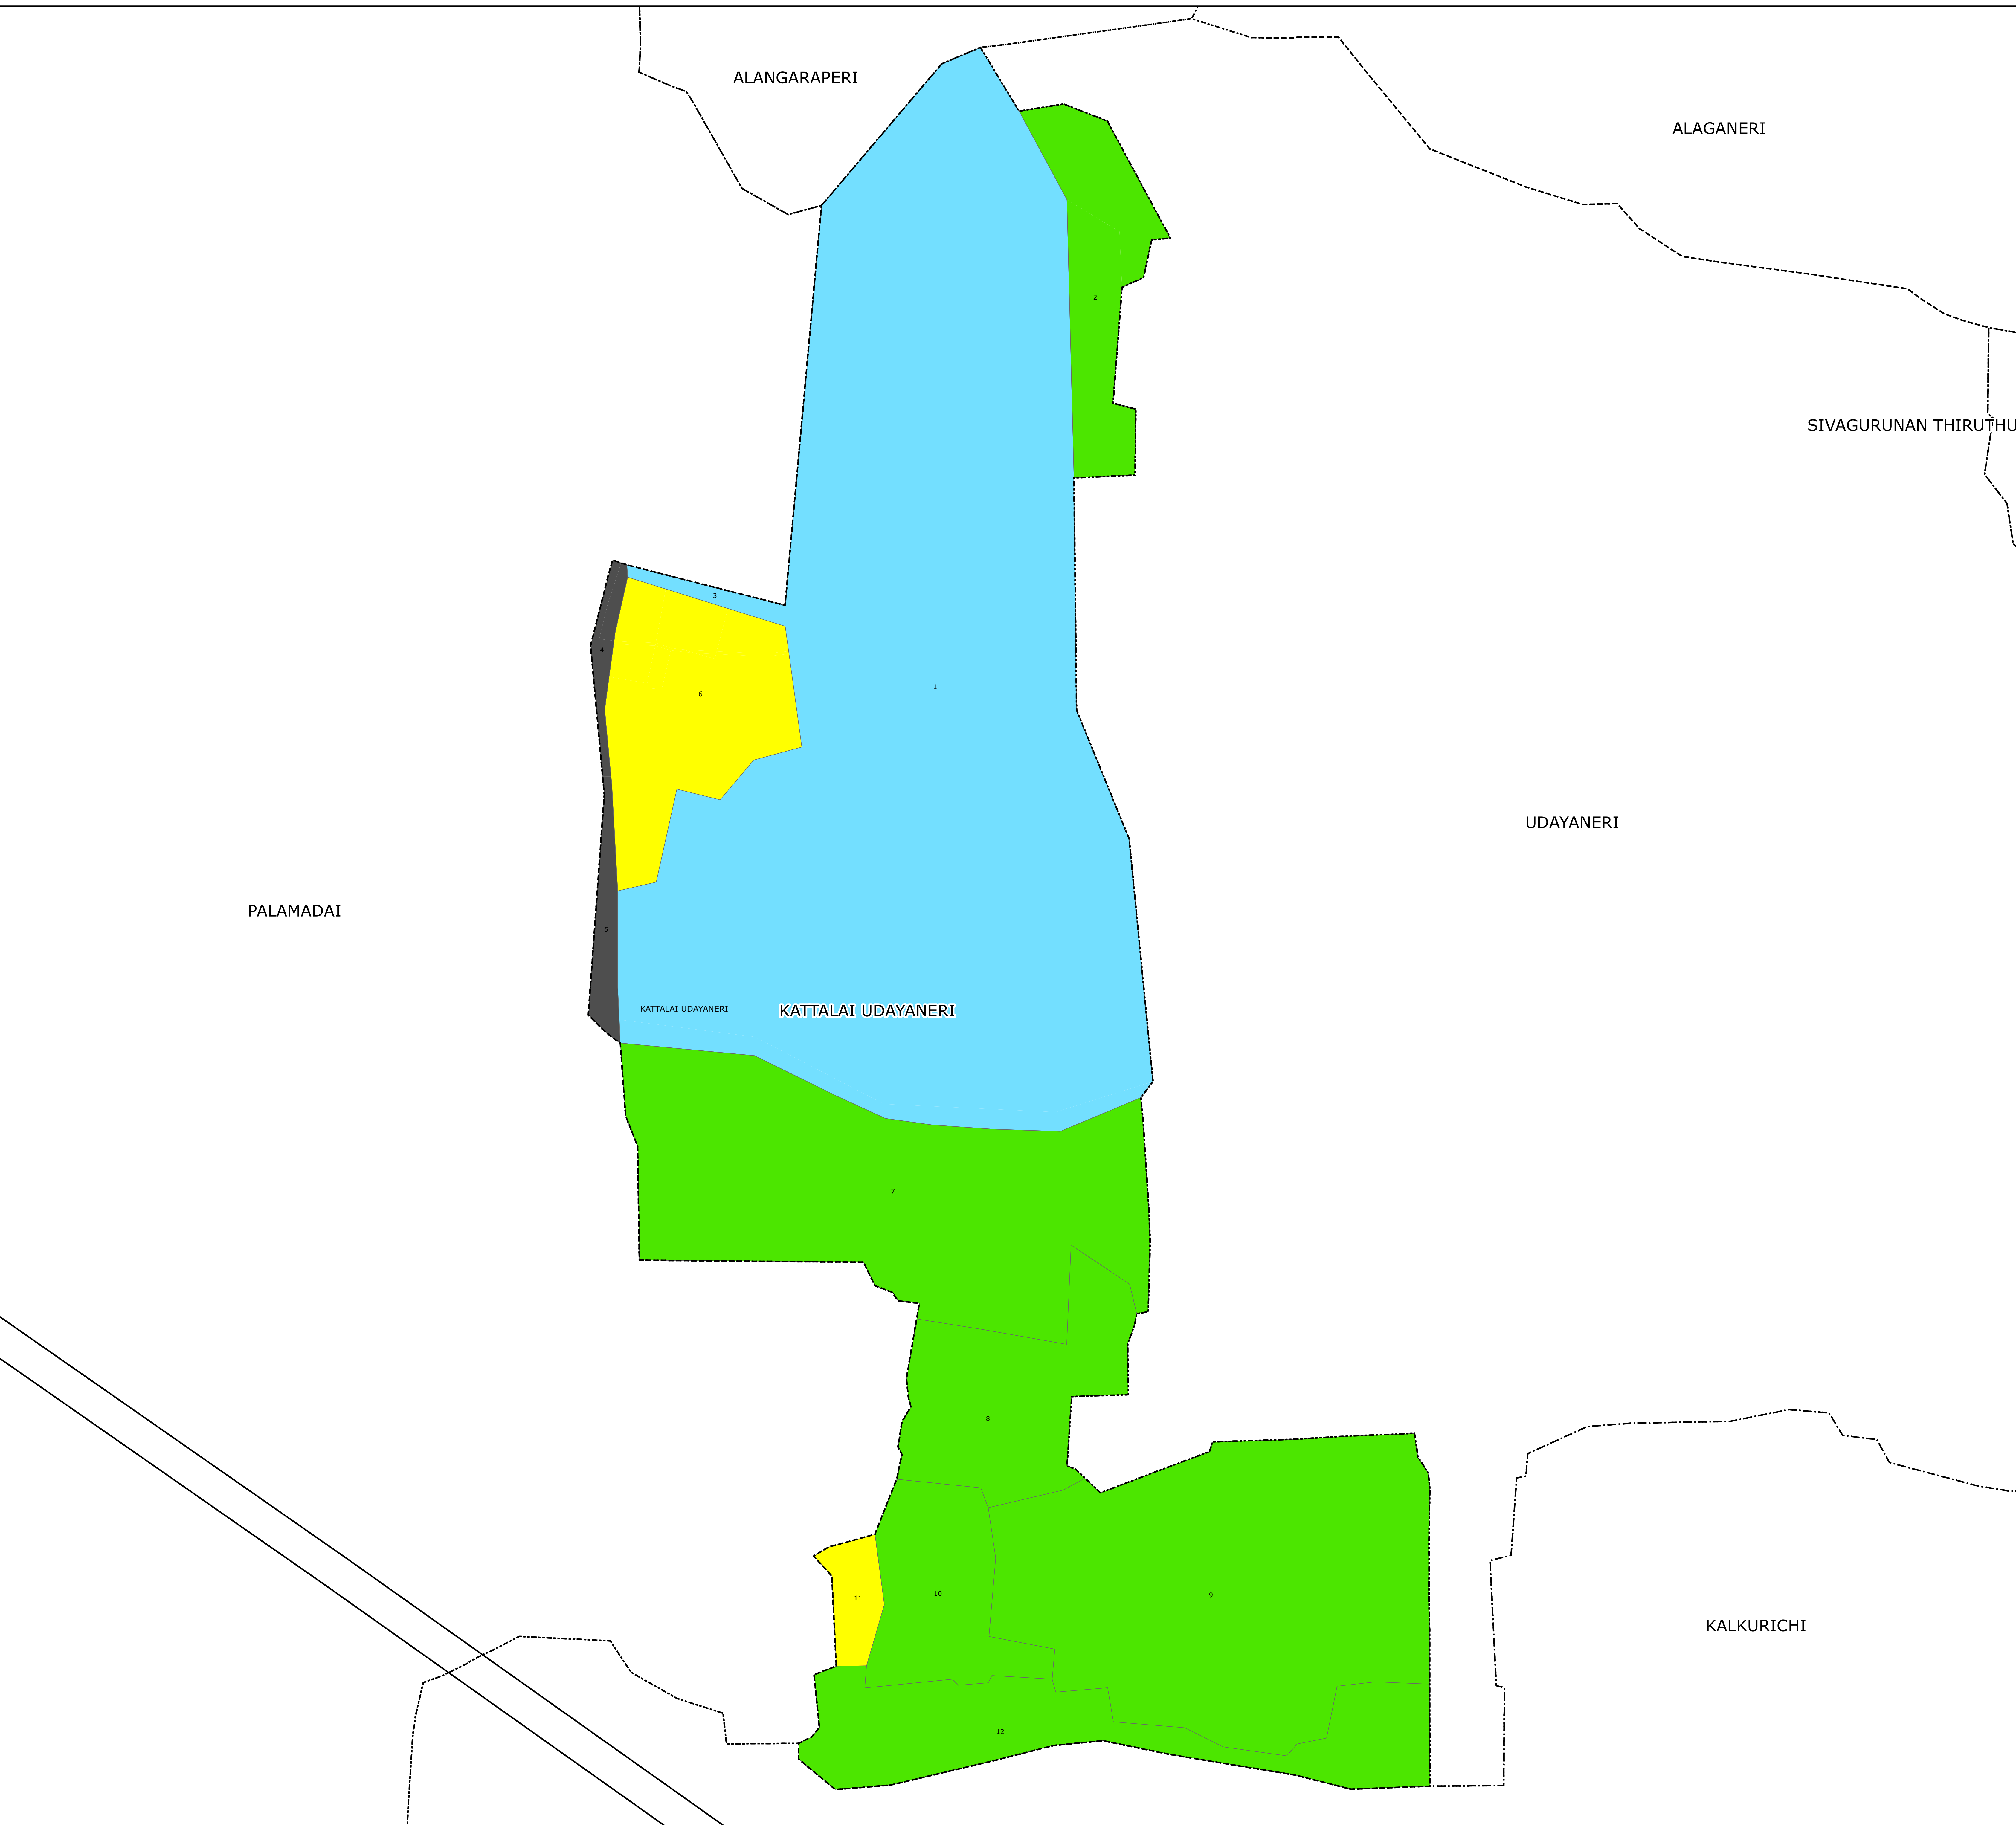 ALANGARAPERI
ALAGANERI
2
SIVAGURUNAN THIRUTHU
3
4
6
1
UDAYANERI
PALAMADAI
5
KATTALAI UDAYANERI
KATTALAI UDAYANERI
7
8
11
10
9
KALKURICHI
12